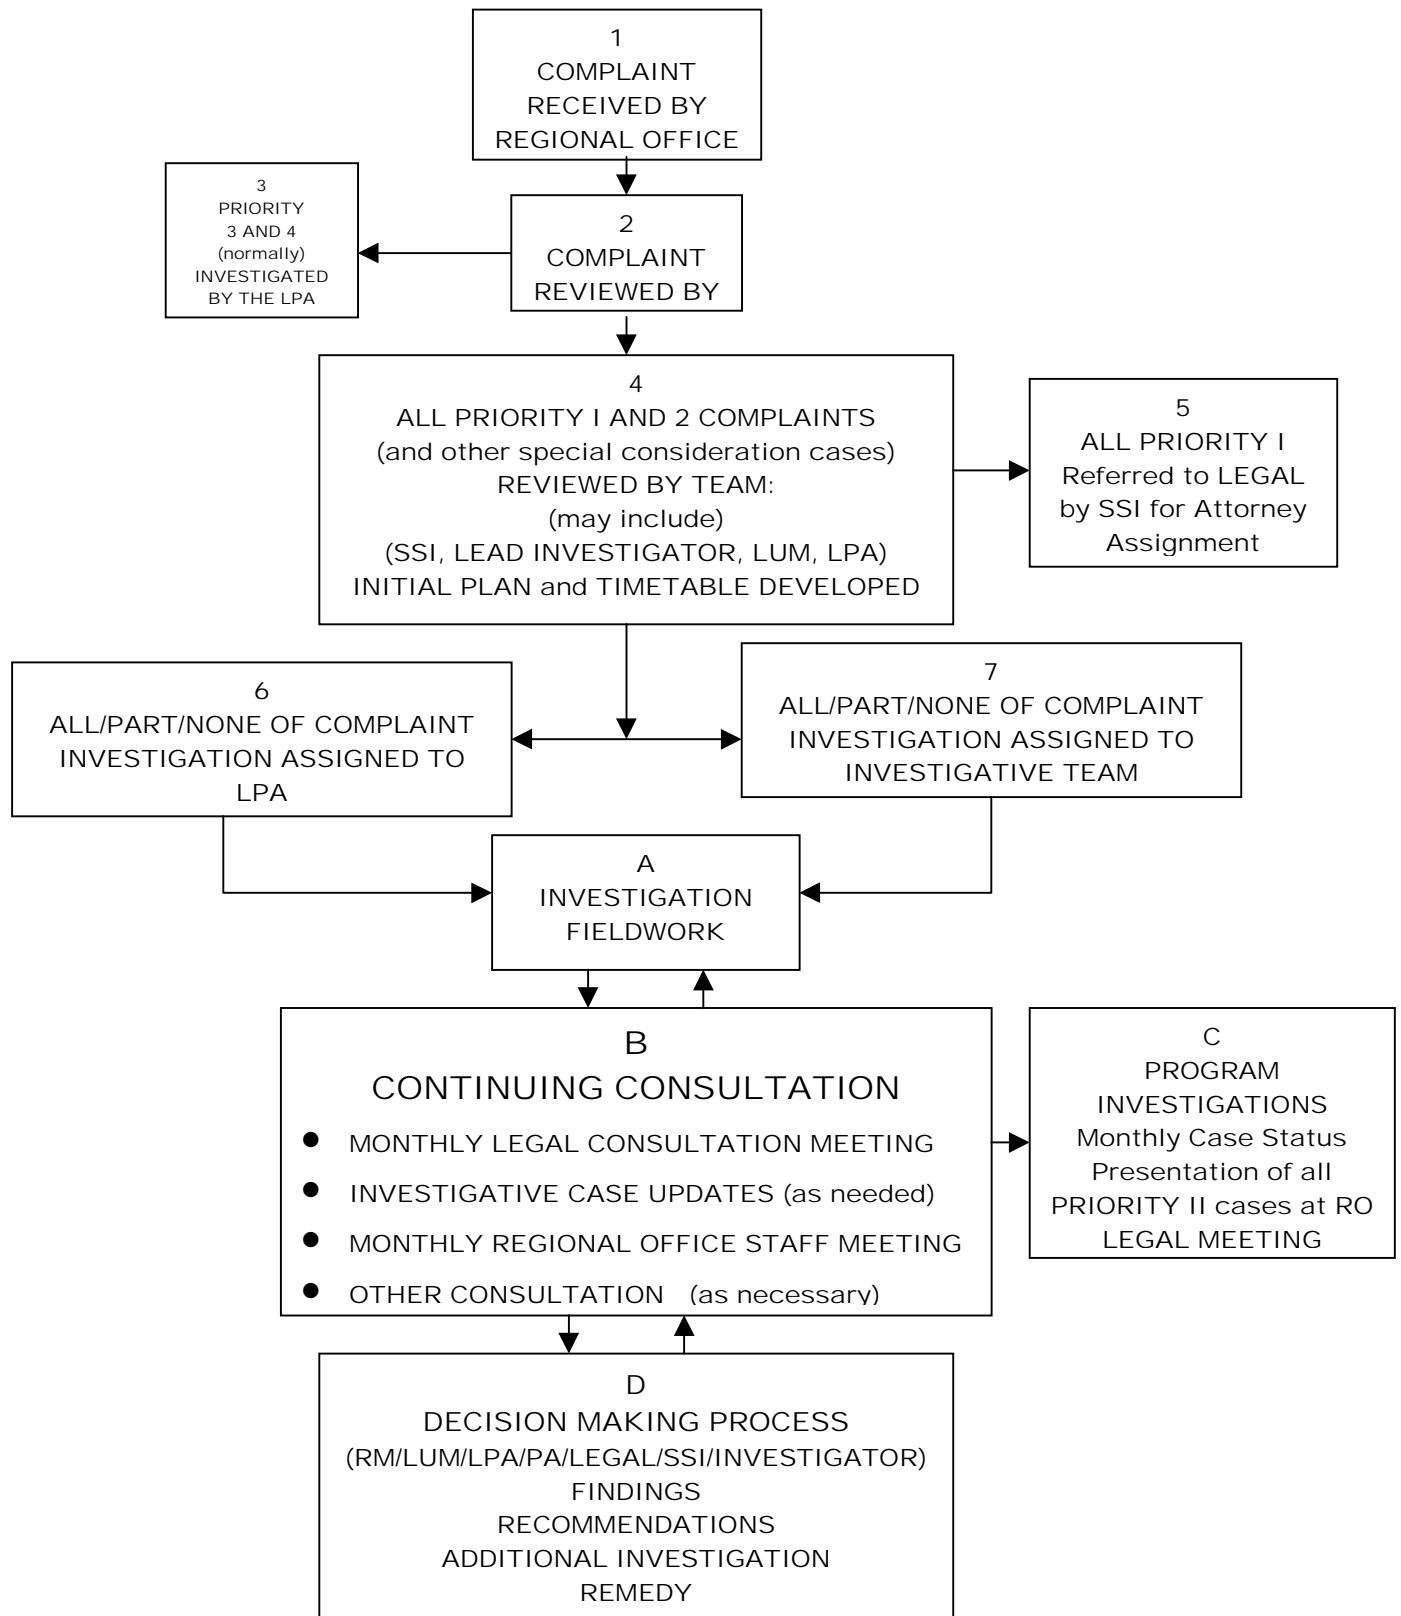 1
COMPLAINT
RECEIVED BY
REGIONAL OFFICE
3
PRIORITY
3 AND 4
(normally)
INVESTIGATED
BY THE LPA
2
COMPLAINT
REVIEWED BY
4
ALL PRIORITY I AND 2 COMPLAINTS
(and other special consideration cases)
REVIEWED BY TEAM:
(may include)
(SSI, LEAD INVESTIGATOR, LUM, LPA)
INITIAL PLAN and TIMETABLE DEVELOPED
5
ALL PRIORITY I
Referred to LEGAL
by SSI for Attorney
Assignment
6
ALL/PART/NONE OF COMPLAINT
INVESTIGATION ASSIGNED TO
LPA
7
ALL/PART/NONE OF COMPLAINT
INVESTIGATION ASSIGNED TO
INVESTIGATIVE TEAM
A
INVESTIGATION
FIELDWORK
B
CONTINUING CONSULTATION
● MONTHLY LEGAL CONSULTATION MEETING
● INVESTIGATIVE CASE UPDATES (as needed)
● MONTHLY REGIONAL OFFICE STAFF MEETING
● OTHER CONSULTATION (as necessary)
C
PROGRAM
INVESTIGATIONS
Monthly Case Status
Presentation of all
PRIORITY II cases at RO
LEGAL MEETING
D
DECISION MAKING PROCESS
(RM/LUM/LPA/PA/LEGAL/SSI/INVESTIGATOR)
FINDINGS
RECOMMENDATIONS
ADDITIONAL INVESTIGATION
REMEDY